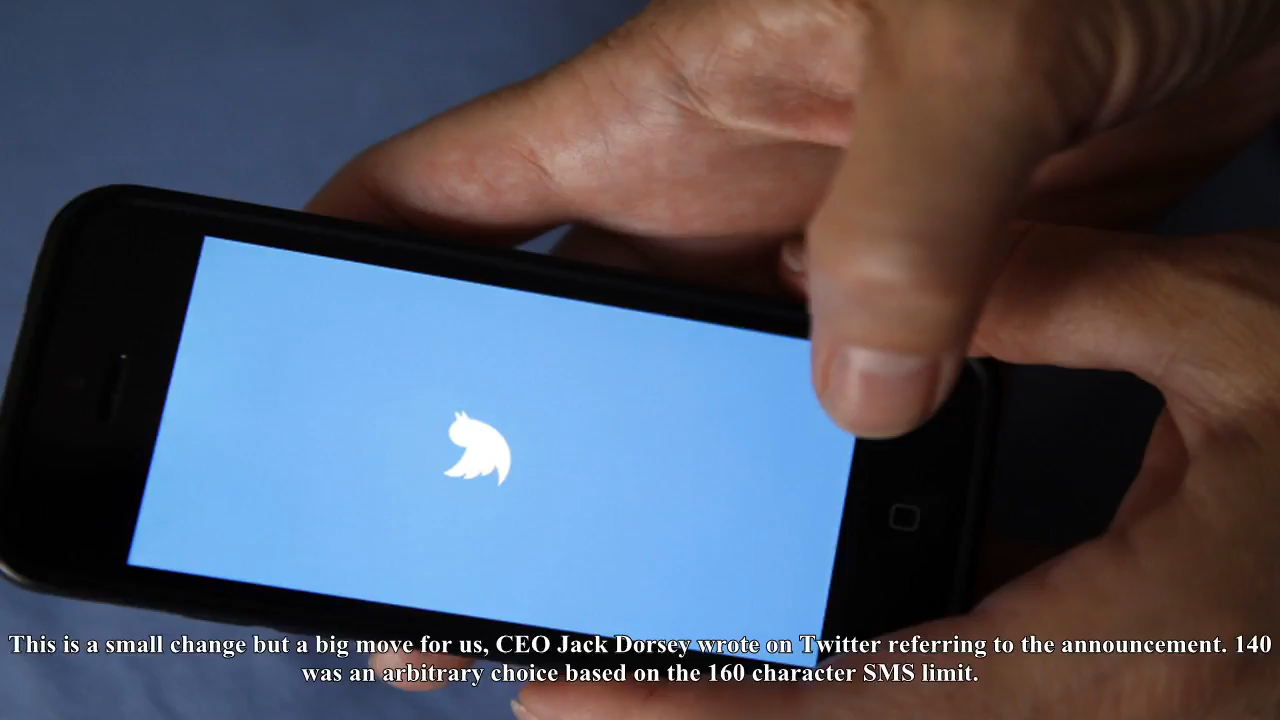 This is a small change but a big move for us, CEO Jack Dorsey wrote on Twitter referring to the announcement. 140
was an arbitrary choice based on the 160 character SMS limit.